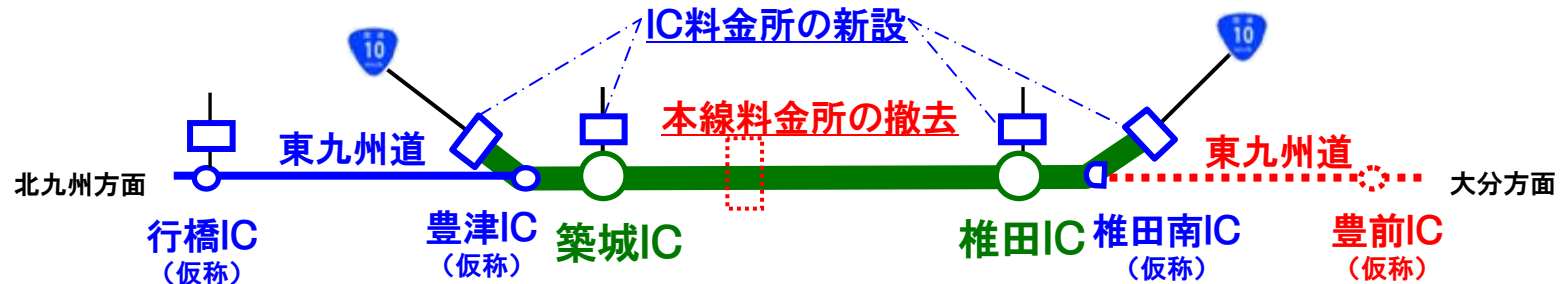 IC料金所の新設
10
10
本線料金所の撤去
東九州道
東九州道
北九州方面
大分方面
行橋IC
(仮称)
豊津IC
(仮称)
築城IC
椎田IC
椎田南IC
(仮称)
豊前IC
(仮称)